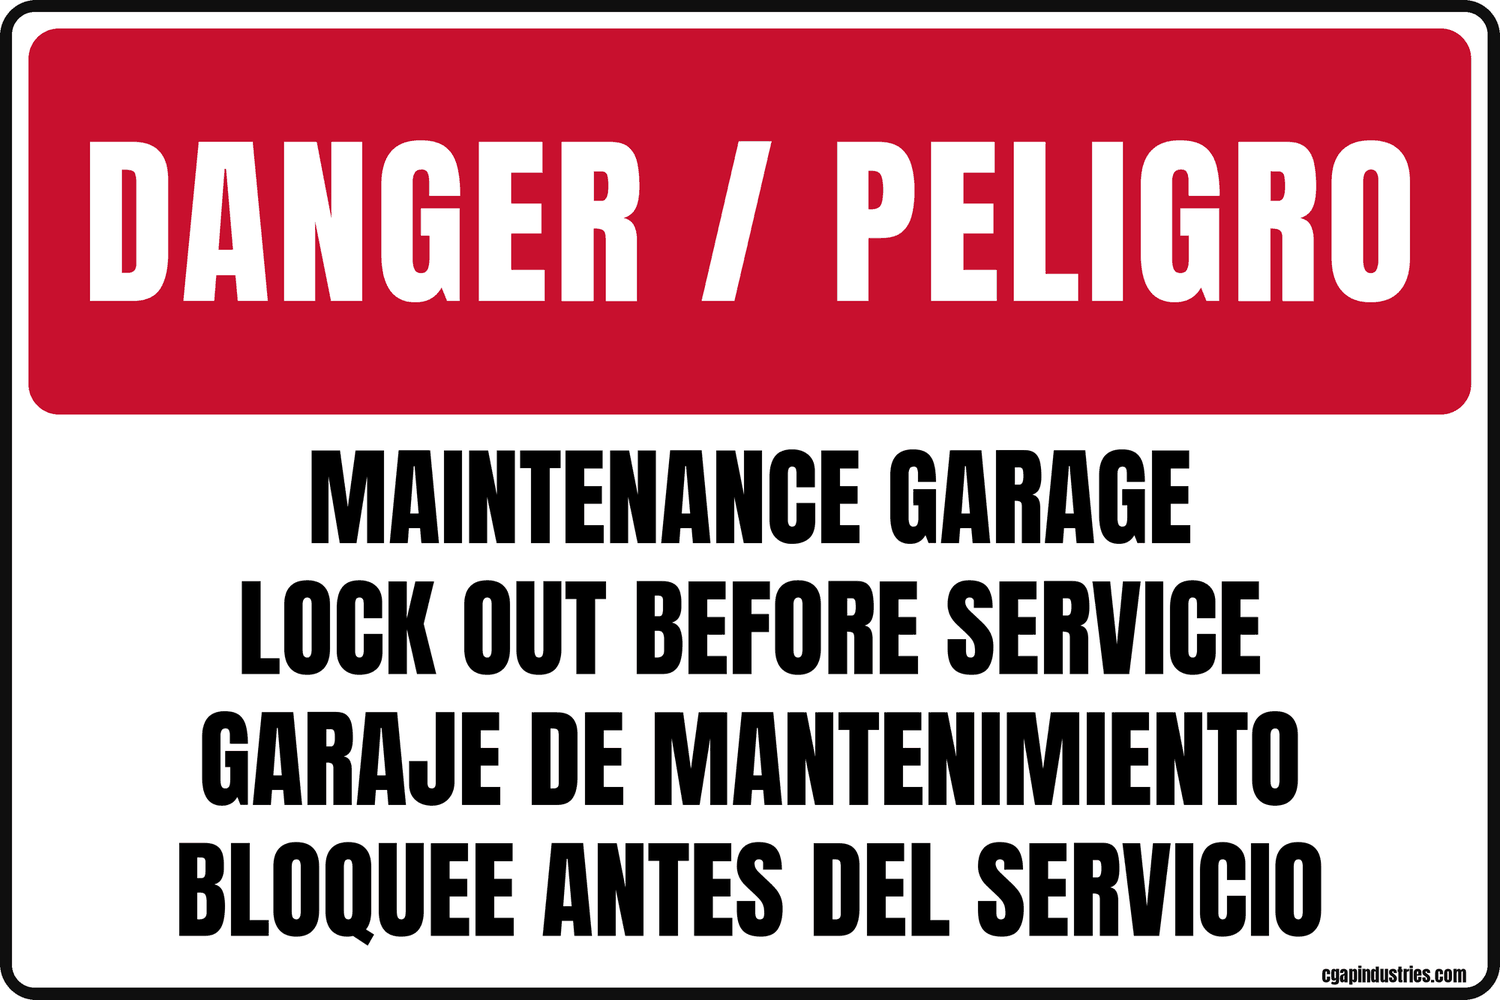 DANGER / PELIGRO
MAINTENANCE GARAGE
LOCK OUT BEFORE SERVICE
GARAJE DE MANTENIMIENTO
BLOQUEE ANTES DEL SERVICIO
cgapindustries.com